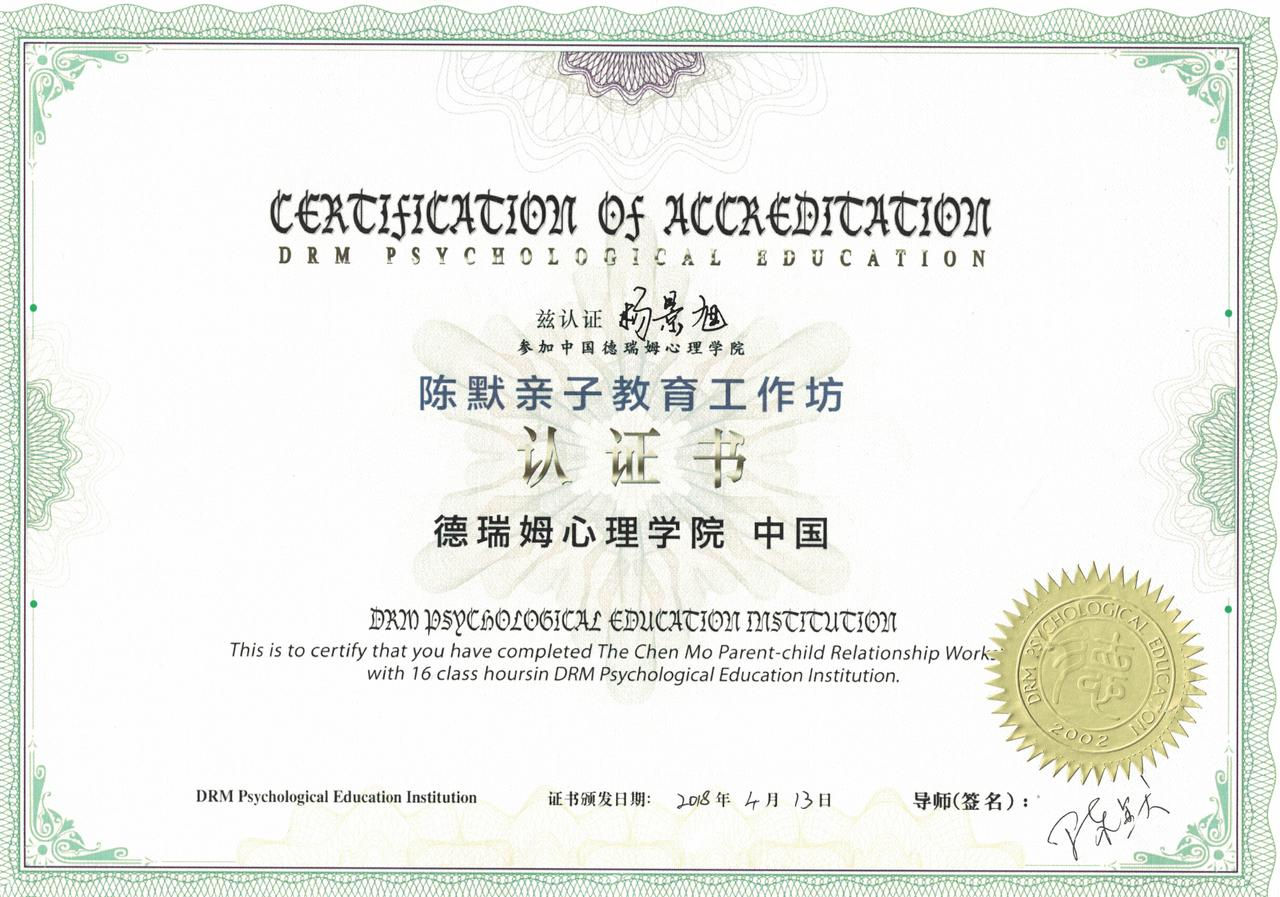 CERTIFICATION OF ACCREDITATION
DRM PSYCHOLOGICAL EDUCATION
兹认证 杨景旭
参加中国德瑞姆心理学院
陈默亲子教育工作坊
认证书
德瑞姆心理学院 中国
DRM PSYCHOLOGICAL EDUCATION INSTITUTION
This is to certify that you have completed The Chen Mo Parent-child Relationship Works
with 16 class hoursin DRM Psychological Education Institution.
DRM PSYCHOLOGICAL EDUCATION
2002
DRM Psychological Education Institution
证书颁发日期: 2018年 4月 13日
导师(签名):陈默